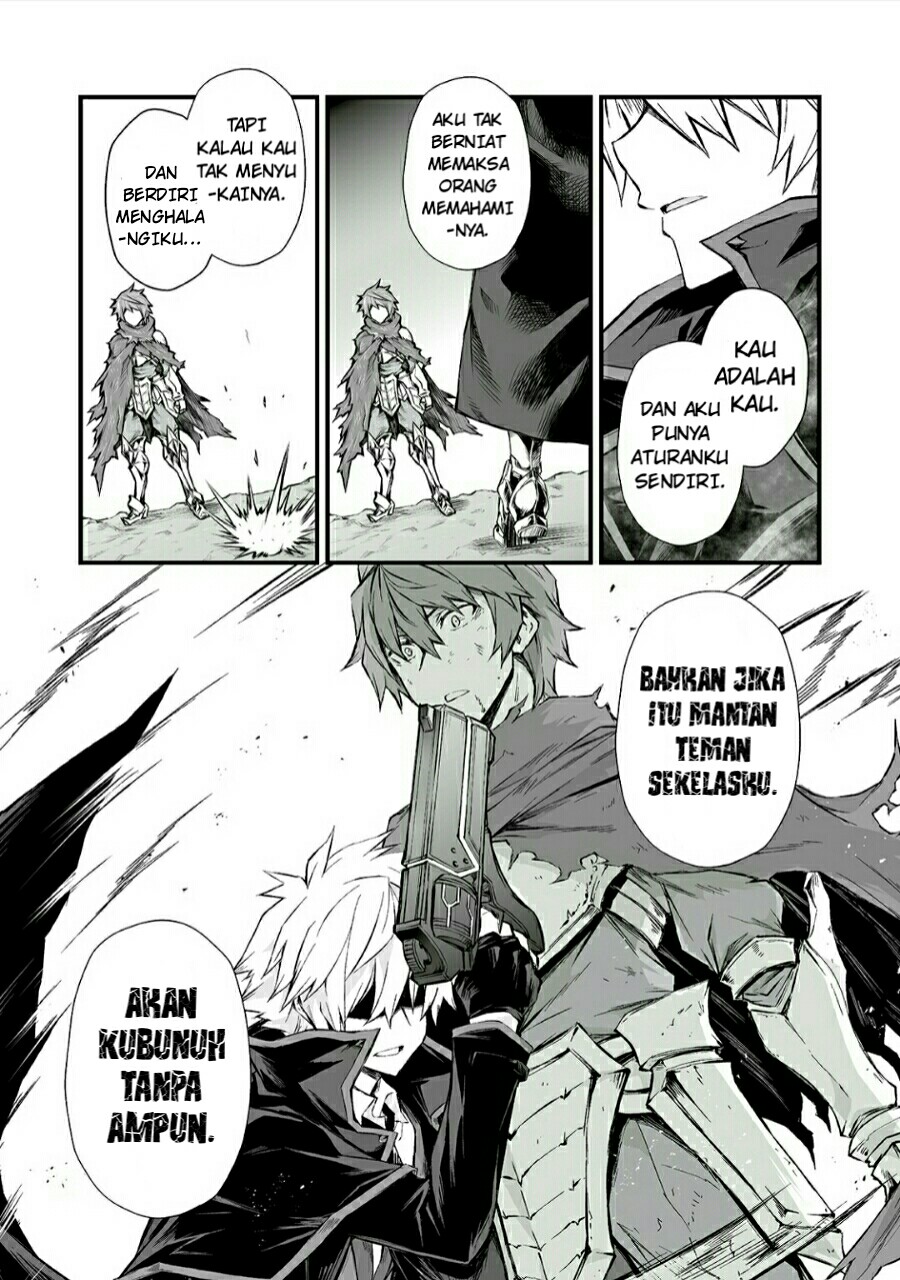 KAU
ADALAH
KAU.
DAN AKU
PUNYA
ATURANKU
SENDIRI.
AKU TAK
BERNIAT
MEMAKSA
ORANG
MEMAHAMI
-NYA.
TAPI
KALAU KAU
TAK MENYU
-KAINYA.
DAN
BERDIRI
MENGHALA
-NGIKU...
BAHKAN JIKA
ITU MANTAN
TEMAN
SEKELASKU.
AKAN
KUBUNUH
TANPA
AMPUN.